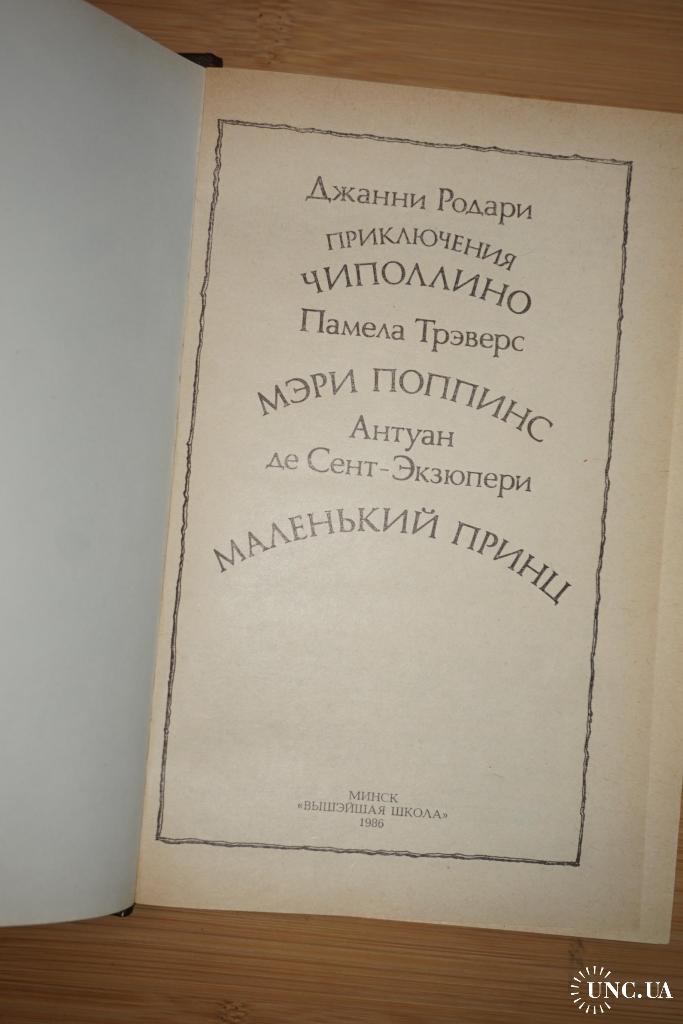 Джанни Родари
ПРИКЛЮЧЕНИЯ
ЧИПОЛЛИНО
Памела Трэверс
МЭРИ ПОППИНС
Антуан
де Сент-Экзюпери
МАЛЕНЬКИЙ ПРИНЦ
МИНСК
«ВЫШЭЙШАЯ ШКОЛА»
1986
UNC.UA